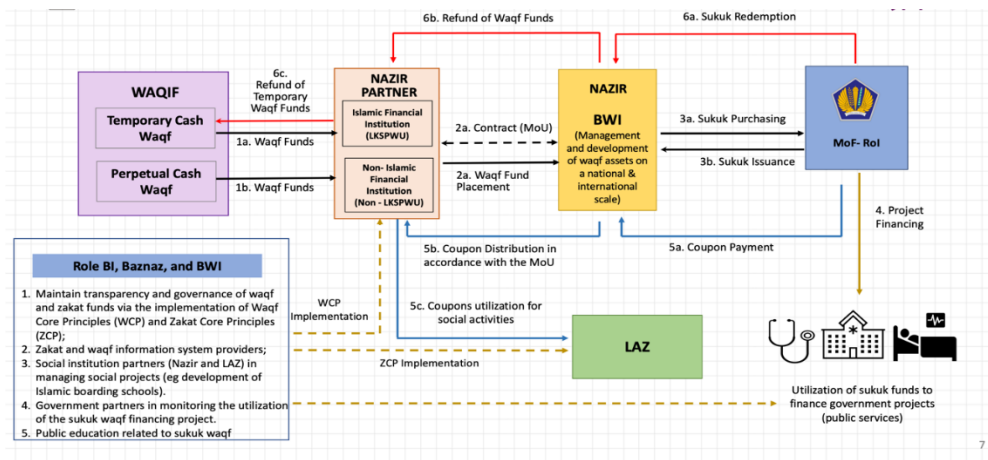 6b. Refund of Waqf Funds
6a. Sukuk Redemption
WAQIF
Temporary Cash
Waqf
Perpetual Cash
Waqf
6c.
Refund of
Temporary
Waqf Funds
1a. Waqf Funds
1b. Waqf Funds
NAZIR
PARTNER
Islamic Financial
Institution
(LKSPWU)
Non- Islamic
Financial
Institution
(Non - LKSPWU)
2a. Contract (MoU)
2a. Waqf Fund
Placement
NAZIR
BWI
(Management
and development
of waqf assets on
a national &
international
scale)
3a. Sukuk Purchasing
3b. Sukuk Issuance
MoF- RoI
4. Project
Financing
5b. Coupon Distribution in
accordance with the MoU
5a. Coupon Payment
5c. Coupons utilization for
social activities
WCP
Implementation
ZCP Implementation
LAZ
Role BI, Baznaz, and BWI
1. Maintain transparency and governance of waqf
and zakat funds via the implementation of Waqf
Core Principles (WCP) and Zakat Core Principles
(ZCP);
2. Zakat and waqf information system providers;
3. Social institution partners (Nazir and LAZ) in
managing social projects (eg development of
Islamic boarding schools).
4. Government partners in monitoring the utilization
of the sukuk waqf financing project.
5. Public education related to sukuk waqf
Utilization of sukuk funds to
finance government projects
(public services)
7